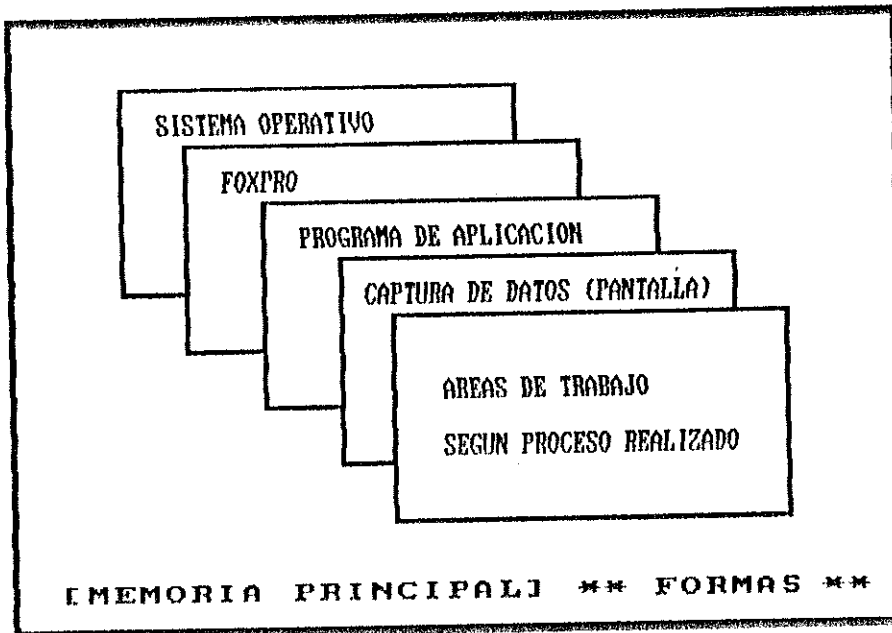 SISTEMA OPERATIVO
FOXPRO
PROGRAMA DE APLICACION
CAPTURA DE DATOS (PANTALLA)
AREAS DE TRABAJO
SEGUN PROCESO REALIZADO
[MEMORIA PRINCIPAL] ** FORMAS **